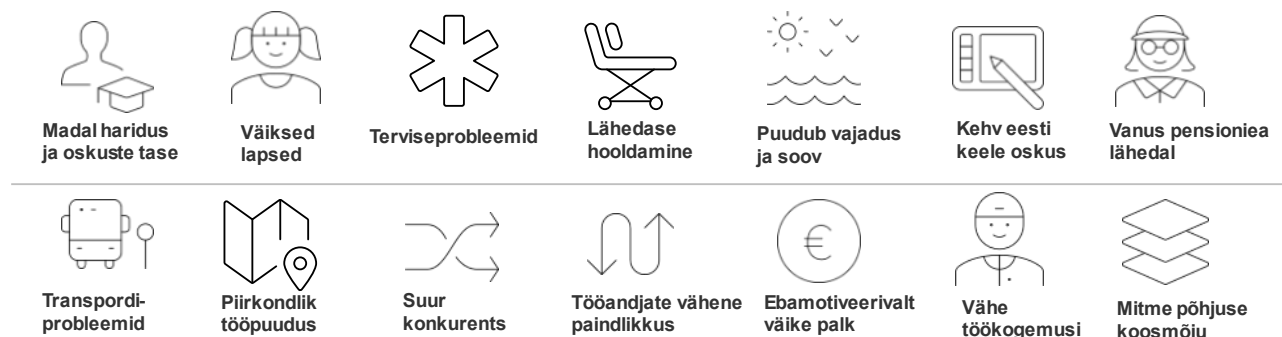 Madal haridus
ja oskuste tase
Väiksed
lapsed
Terviseprobleemid
Lähedase
hooldamine
Puudub vajadus
ja soov
Kehv eesti
keele oskus
Vanus pensioniea
lähedal
Transpordi-
probleemid
Piirkondlik
tööpuudus
Suur
konkurents
Tööandjate vähene
paindlikkus
€
Ebamotiveerivalt
väike palk
Vähe
töökogemusi
Mitme põhjuse
koosmõju